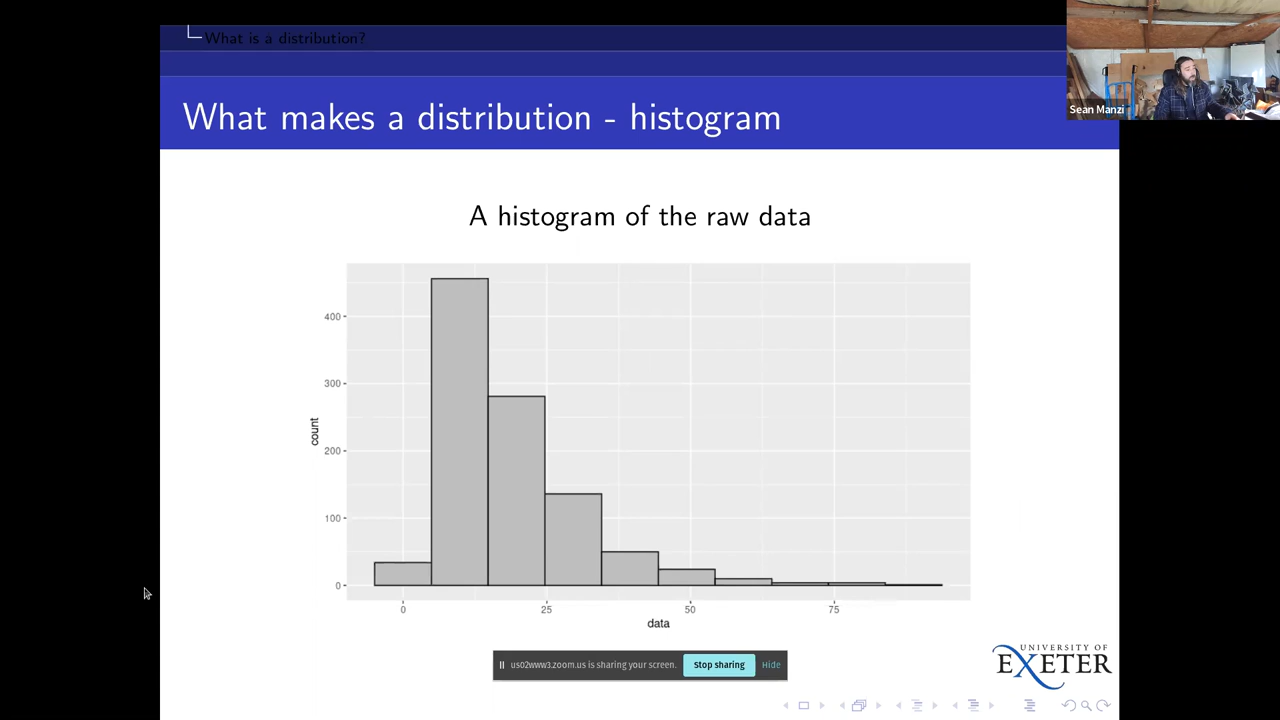 What is a distribution?
Sean Manzi
What makes a distribution - histogram
A histogram of the raw data
400
300
200
100
0
count
0 25 50 75
data
us02www3.zoom.us is sharing your screen. Stop sharing Hide
UNIVERSITY OF
EXETER